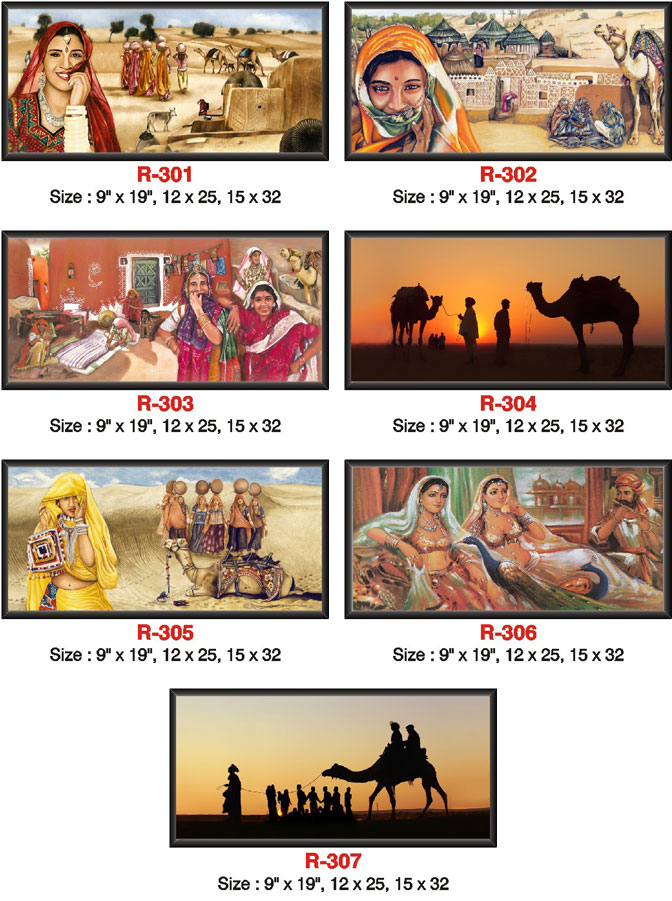 R-301
Size : 9" x 19", 12 x 25, 15 x 32
R-302
Size : 9" x 19", 12 x 25, 15 x 32
R-303
Size : 9" x 19", 12 x 25, 15 x 32
R-304
Size : 9" x 19", 12 x 25, 15 x 32
R-305
Size : 9" x 19", 12 x 25, 15 x 32
R-306
Size : 9" x 19", 12 x 25, 15 x 32
R-307
Size : 9" x 19", 12 x 25, 15 x 32